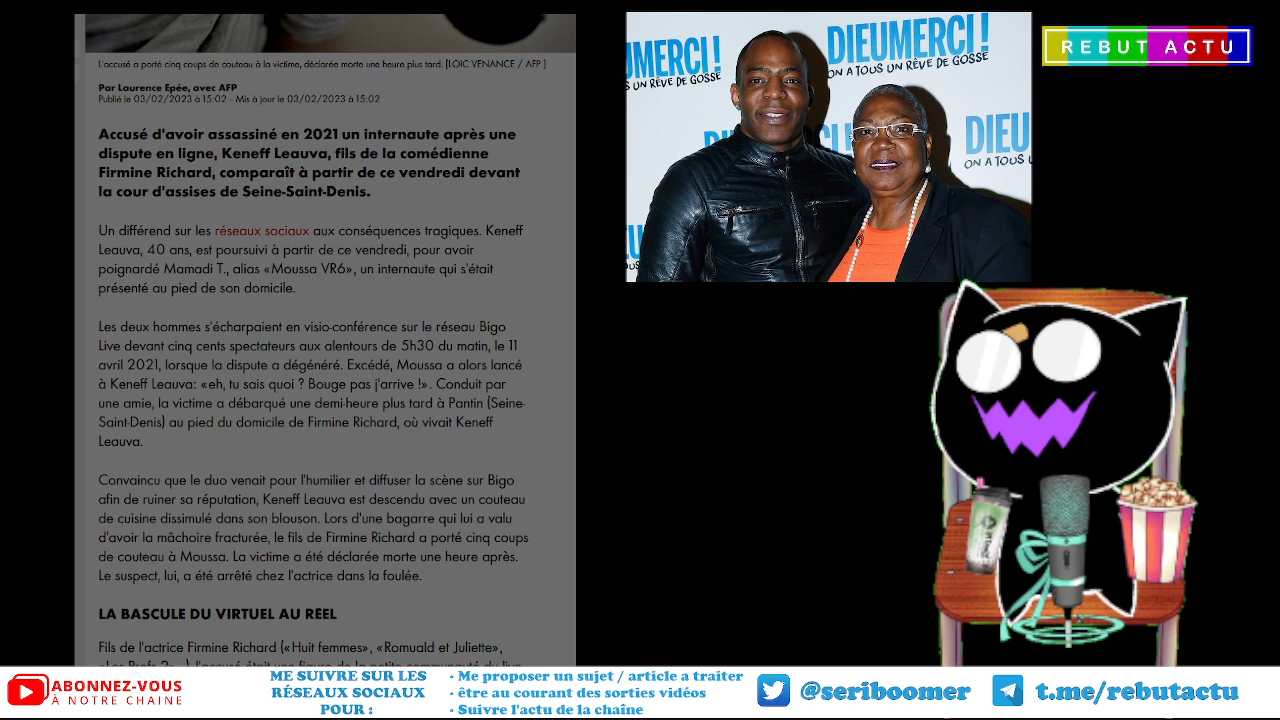 L'accusé a porté cinq coups de couteau à la victime, déclarée morte une heure plus tard. [LOIC VENANCE / AFP ]
Par Laurence Epée, avec AFP
Publié le 03/02/2023 à 15:02 - Mis à jour le 03/02/2023 à 15:02
Accusé d'avoir assassiné en 2021 un internaute après une
dispute en ligne, Keneff Leauva, fils de la comédienne
Firmine Richard, comparaît à partir de ce vendredi devant
la cour d'assises de Seine-Saint-Denis.
Un différend sur les réseaux sociaux aux conséquences tragiques. Keneff
Leauva, 40 ans, est poursuivi à partir de ce vendredi, pour avoir
poignardé Mamadi T., alias «Moussa VR6», un internaute qui s'était
présenté au pied de son domicile.
Les deux hommes s'écharpaient en visio-conférence sur le réseau Bigo
Live devant cinq cents spectateurs aux alentours de 5h30 du matin, le 11
avril 2021, lorsque la dispute a dégénéré. Excédé, Moussa a alors lancé
à Keneff Leauva: «eh, tu sais quoi ? Bouge pas j'arrive !». Conduit par
une amie, la victime a débarqué une demi-heure plus tard à Pantin (Seine-
Saint-Denis) au pied du domicile de Firmine Richard, où vivait Keneff
Leauva.
Convaincu que le duo venait pour l'humilier et diffuser la scène sur Bigo
afin de ruiner sa réputation, Keneff Leauva est descendu avec un couteau
de cuisine dissimulé dans son blouson. Lors d'une bagarre qui lui a valu
d'avoir la mâchoire fracturée, le fils de Firmine Richard a porté cinq coups
de couteau à Moussa. La victime a été déclarée morte une heure après.
Le suspect, lui, a été arrêté chez l'actrice dans la foulée.
LA BASCULE DU VIRTUEL AU RÉEL
Fils de l'actrice Firmine Richard («Huit femmes», «Romuald et Juliette»,
UMERCI !
UN RÊVE DE GOSSE
DIEUMERCI !
ON A TOUS UN RÊVE DE GOSSE
DIEU
ON A TOUS U
REBUT ACTU
ABONNEZ-VOUS
À NOTRE CHAINE
ME SUIVRE SUR LES
RÉSEAUX SOCIAUX
POUR :
- Me proposer un sujet / article a traiter
- être au courant des sorties vidéos
- Suivre l'actu de la chaîne
@seriboomer
t.me/rebutactu